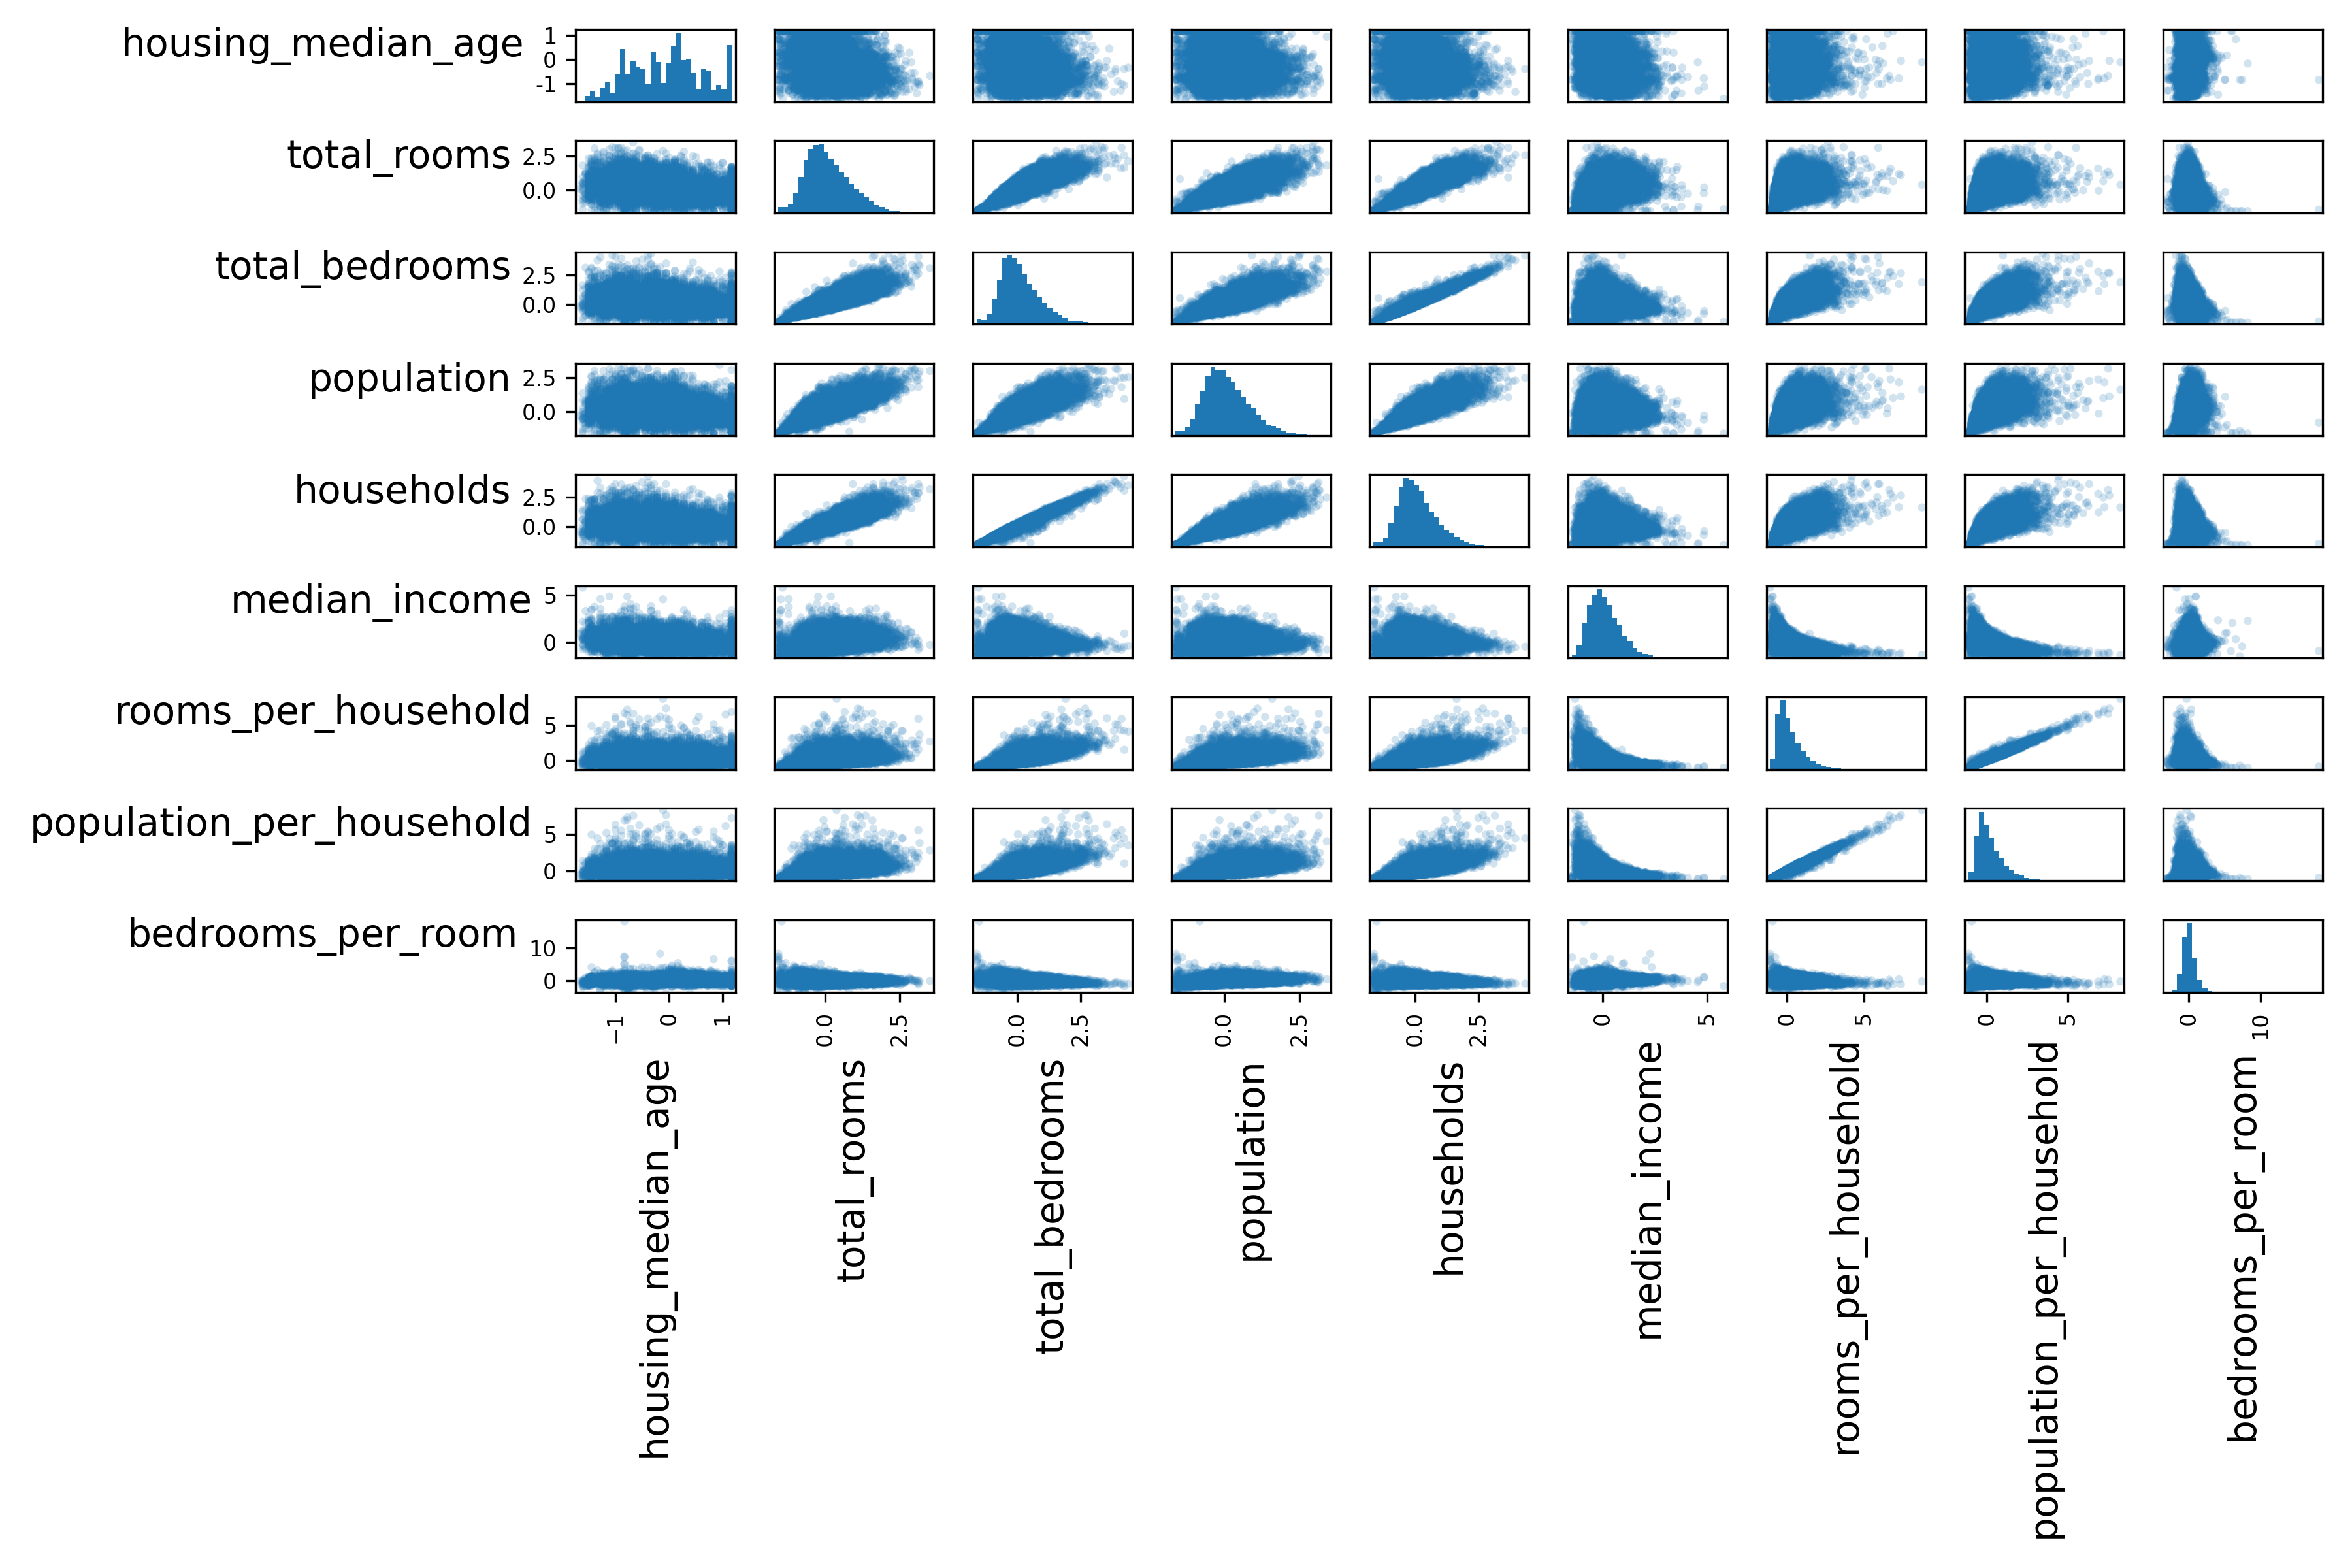 housing_median_age
1
0
-1
total_rooms
2.5
0.0
total_bedrooms
2.5
0.0
population
2.5
0.0
households
2.5
0.0
median_income
5
0
rooms_per_household
5
0
population_per_household
5
0
bedrooms_per_room
10
0
−1 0 1 0.0 2.5 0.0 2.5 0.0 2.5 0.0 2.5 0 5 0 5 0 5 0 10
housing_median_age
total_rooms
total_bedrooms
population
households
median_income
rooms_per_household
population_per_household
bedrooms_per_room